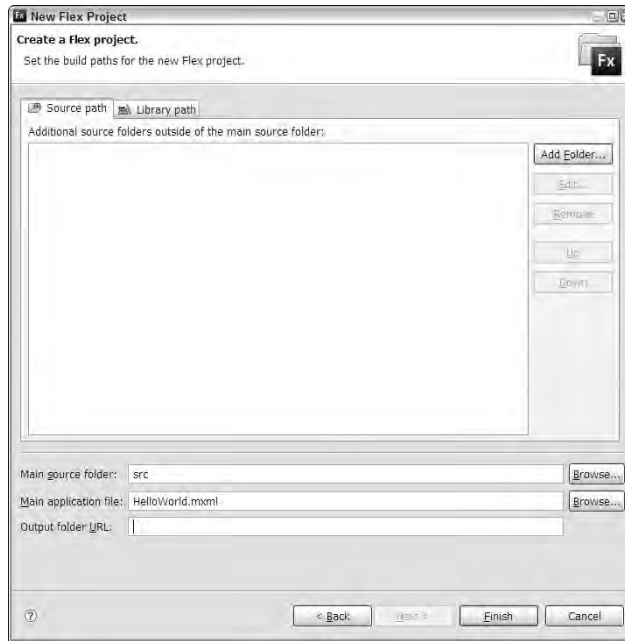 Fx New Flex Project
Create a Flex project.
Set the build paths for the new Flex project.
Fx
Source path
Library path
Additional source folders outside of the main source folder:
Add Folder...
Edit...
Remove
Up
Down
Main source folder: src Browse...
Main application file: HelloWorld.mxml Browse...
Output folder URL:
?
< Back Next > Finish Cancel